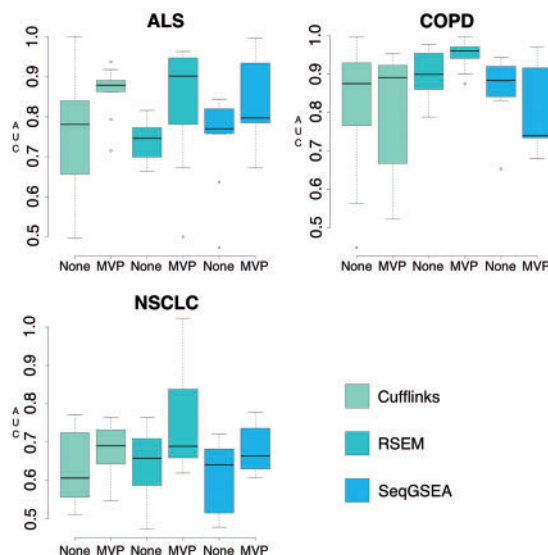 ALS
1.0
0.9
0.8
0.7
0.6
0.5
AUC
None MVP None MVP None MVP
COPD
1.0
0.9
0.8
0.7
0.6
0.5
AUC
None MVP None MVP None MVP
NSCLC
1.0
0.9
0.8
0.7
0.6
0.5
AUC
None MVP None MVP None MVP
Cufflinks
RSEM
SeqGSEA